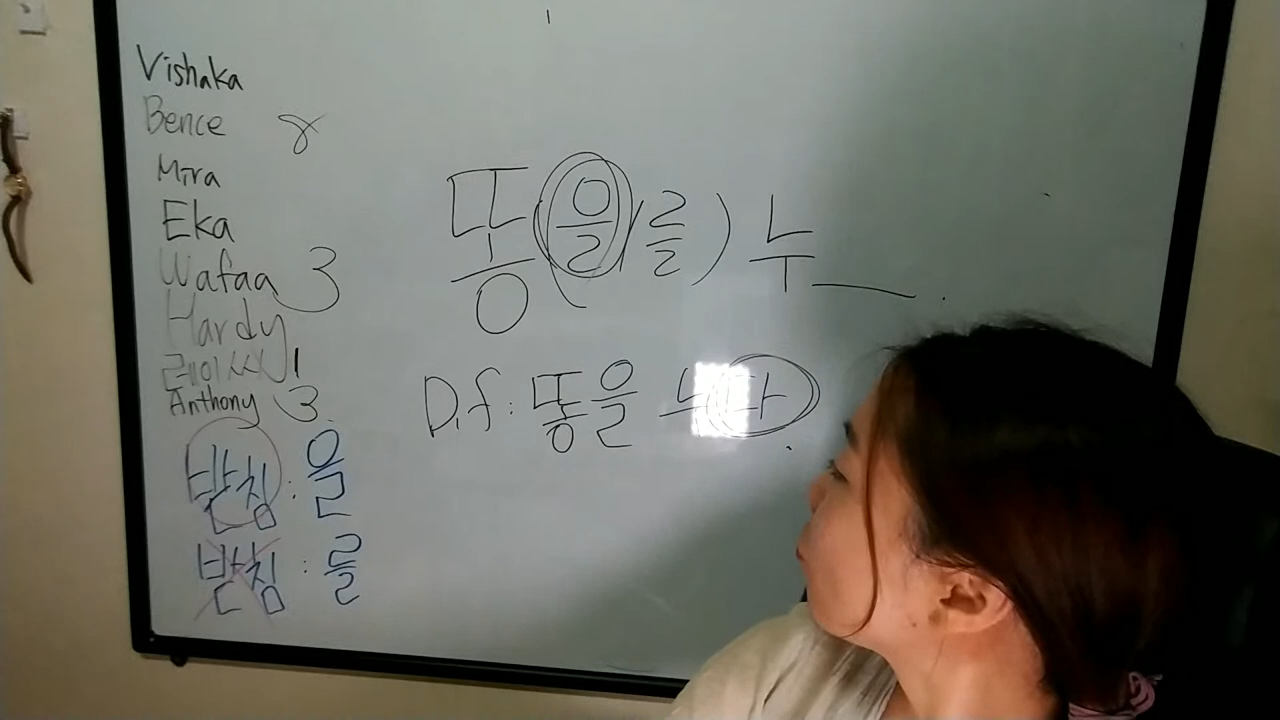 Vishaka
Bence 8
Mira
Eka
Wafaa 3
Hardy
레이씨 1
Anthony 3.
받침 : 을
받침 : 를
똥(을/를) 누__.
D.f : 똥을 누다.